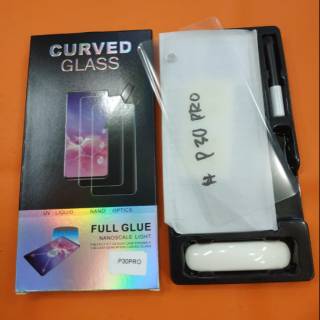 CURVED
GLASS
UV LIQUID NANO OPTICS
FULL GLUE
NANOSCALE LIGHT
P30PRO
# P30 PRO